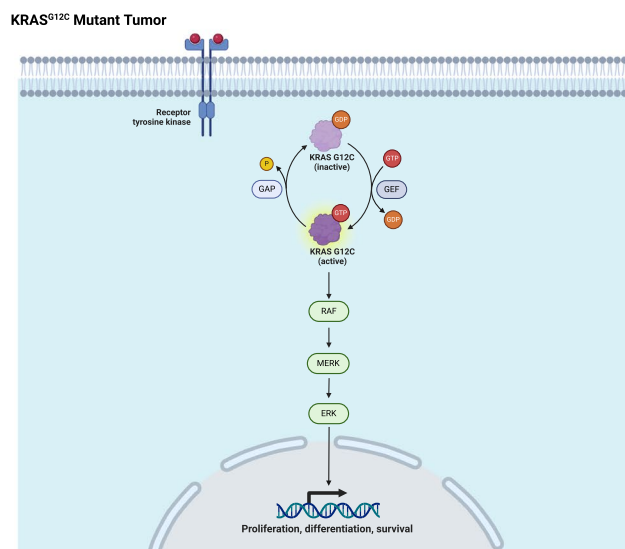 KRASG12C Mutant Tumor
Receptor
tyrosine kinase
GDP
KRAS G12C
(inactive)
P
GTP
GAP
GEF
GTP
GDP
KRAS G12C
(active)
RAF
MERK
ERK
Proliferation, differentiation, survival